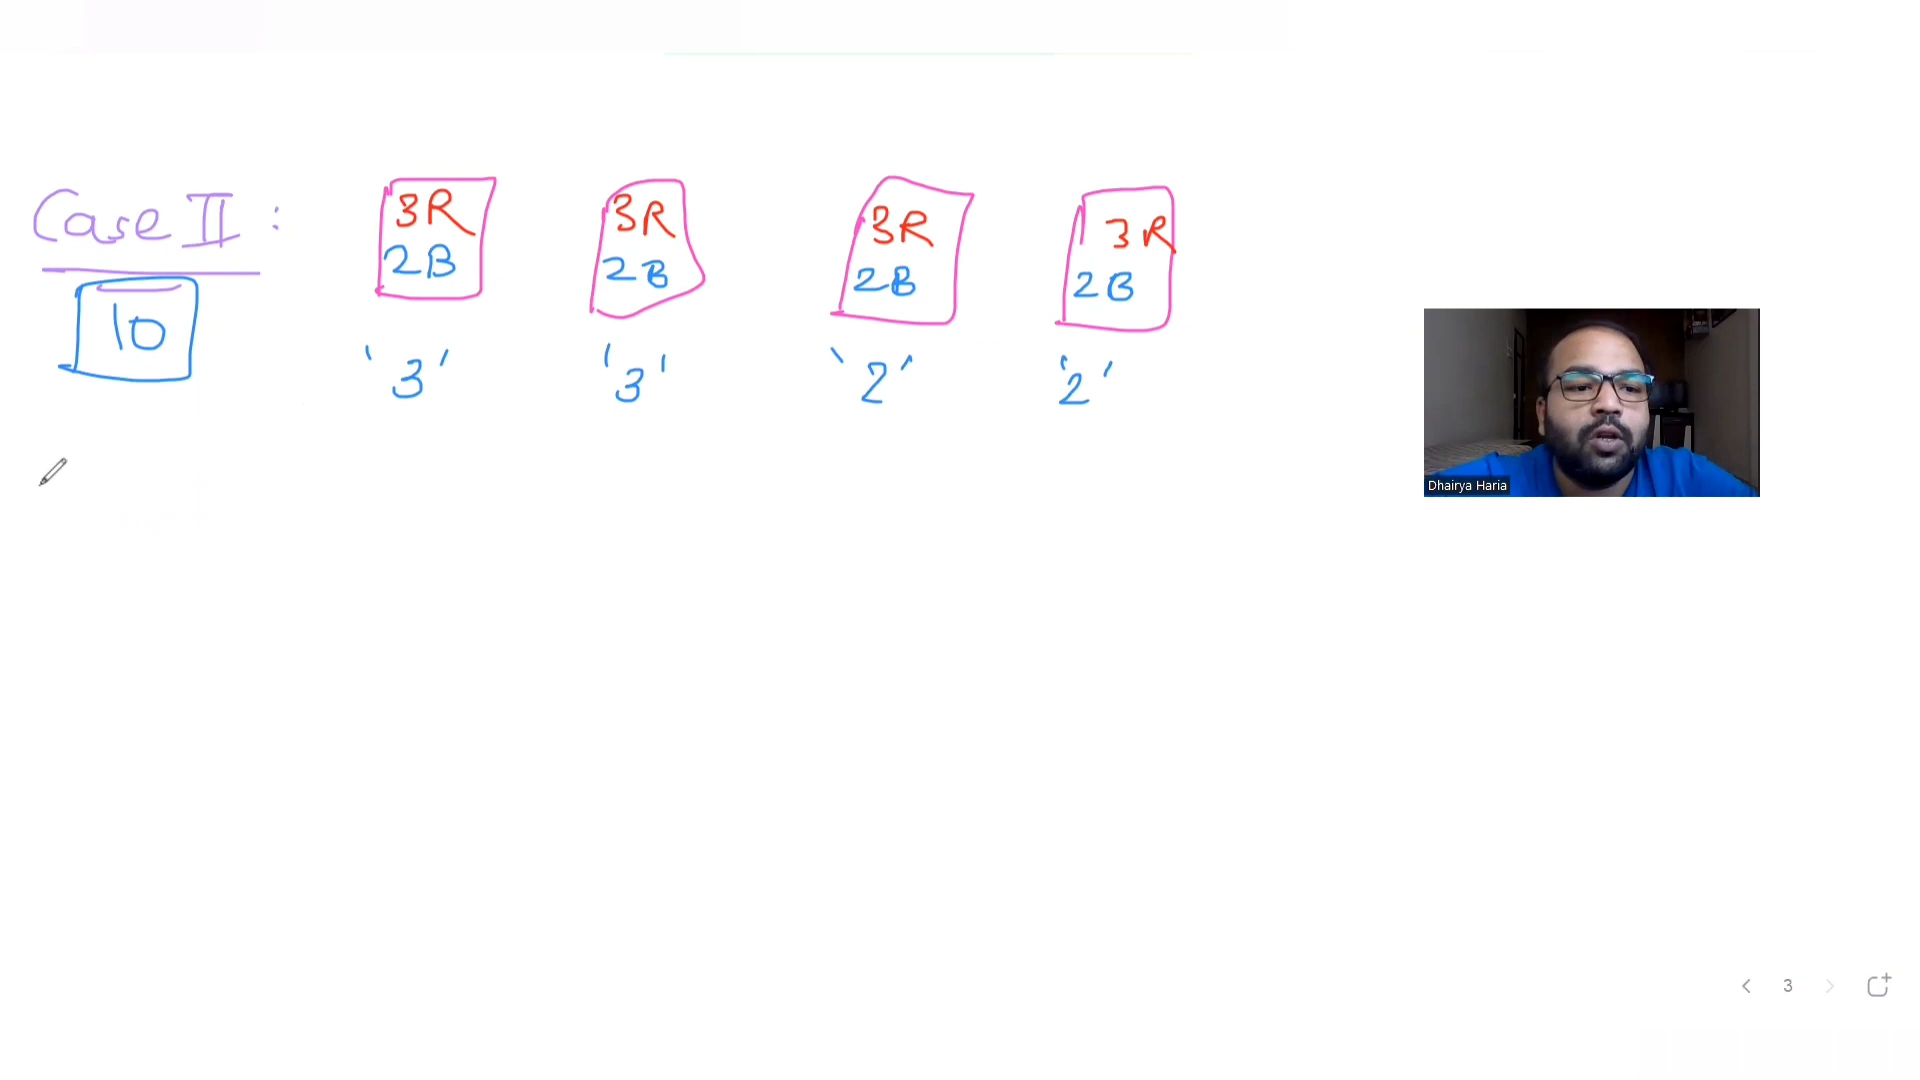 Case II :
3R 3R 3R 3R
2B 2B 2B 2B
10
'3' '3' '2' '2'
Dhairya Haria
3